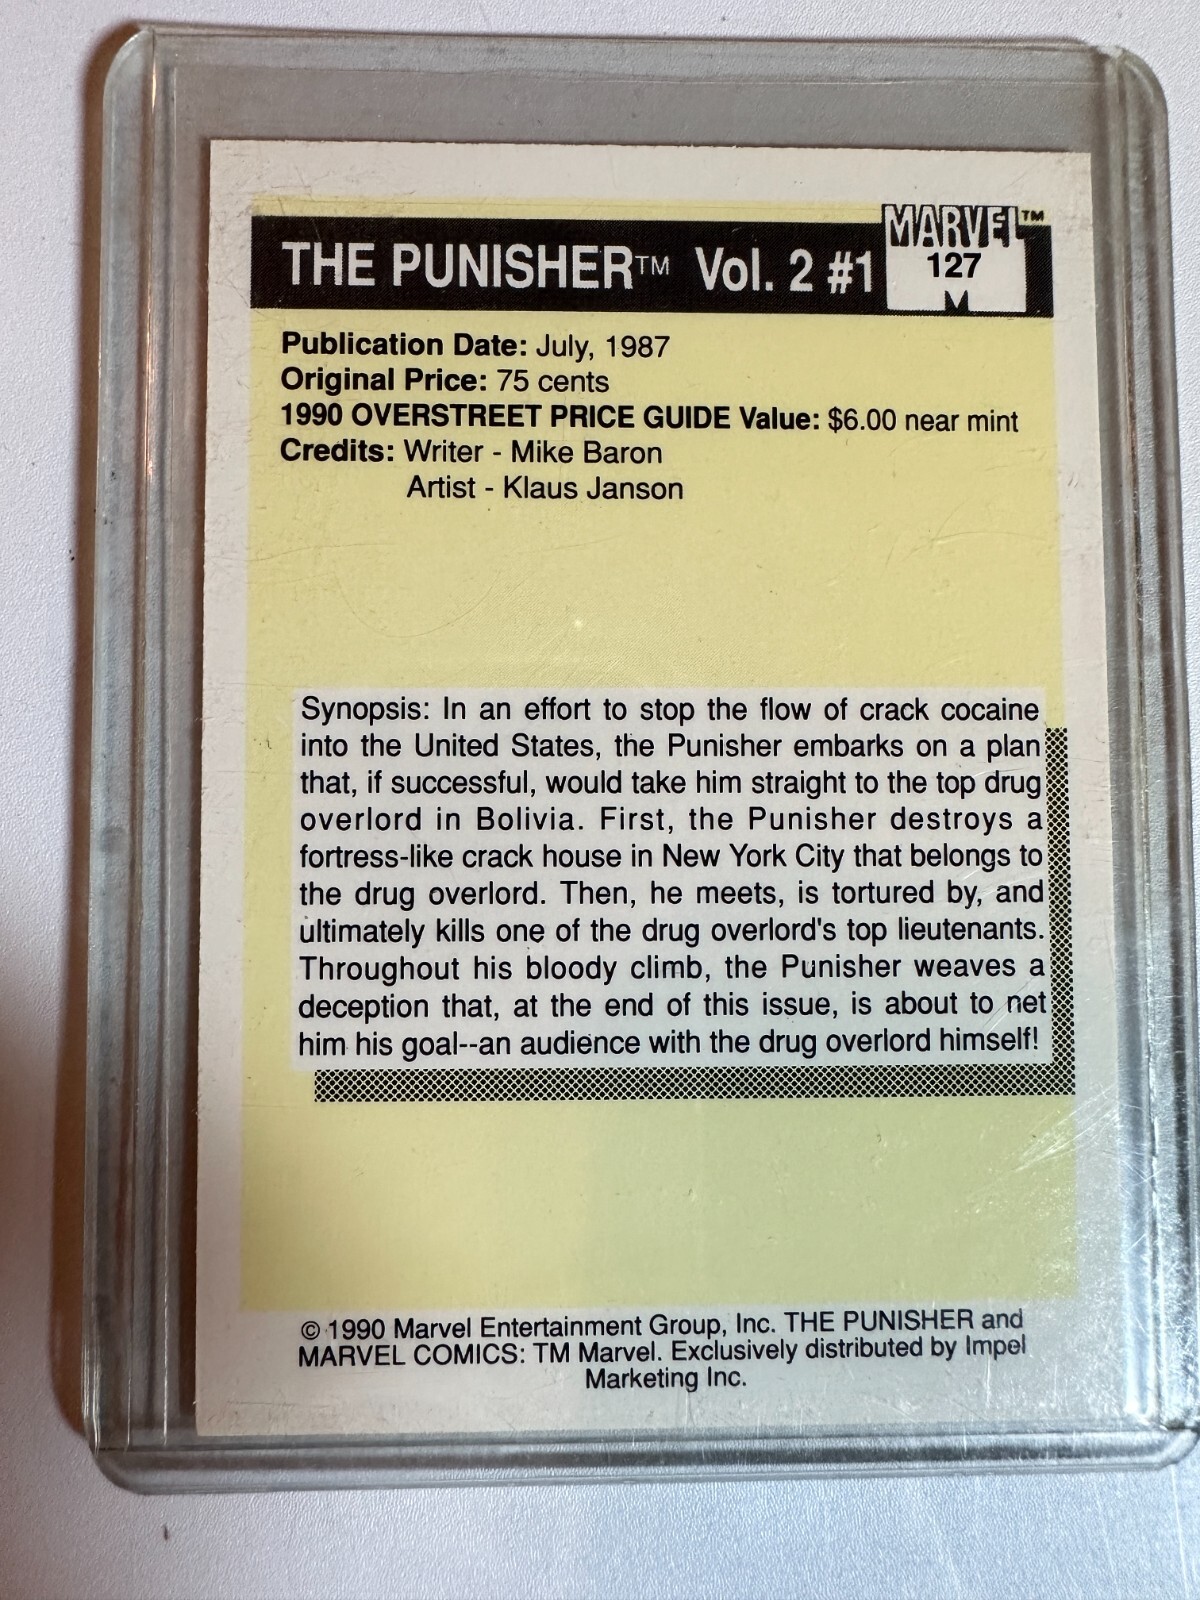 THE PUNISHER™ Vol. 2 #1
MARVEL™
127
M
Publication Date: July, 1987
Original Price: 75 cents
1990 OVERSTREET PRICE GUIDE Value: $6.00 near mint
Credits: Writer - Mike Baron
Artist - Klaus Janson
Synopsis: In an effort to stop the flow of crack cocaine
into the United States, the Punisher embarks on a plan
that, if successful, would take him straight to the top drug
overlord in Bolivia. First, the Punisher destroys a
fortress-like crack house in New York City that belongs to
the drug overlord. Then, he meets, is tortured by, and
ultimately kills one of the drug overlord's top lieutenants.
Throughout his bloody climb, the Punisher weaves a
deception that, at the end of this issue, is about to net
him his goal--an audience with the drug overlord himself!
© 1990 Marvel Entertainment Group, Inc. THE PUNISHER and
MARVEL COMICS: TM Marvel. Exclusively distributed by Impel
Marketing Inc.